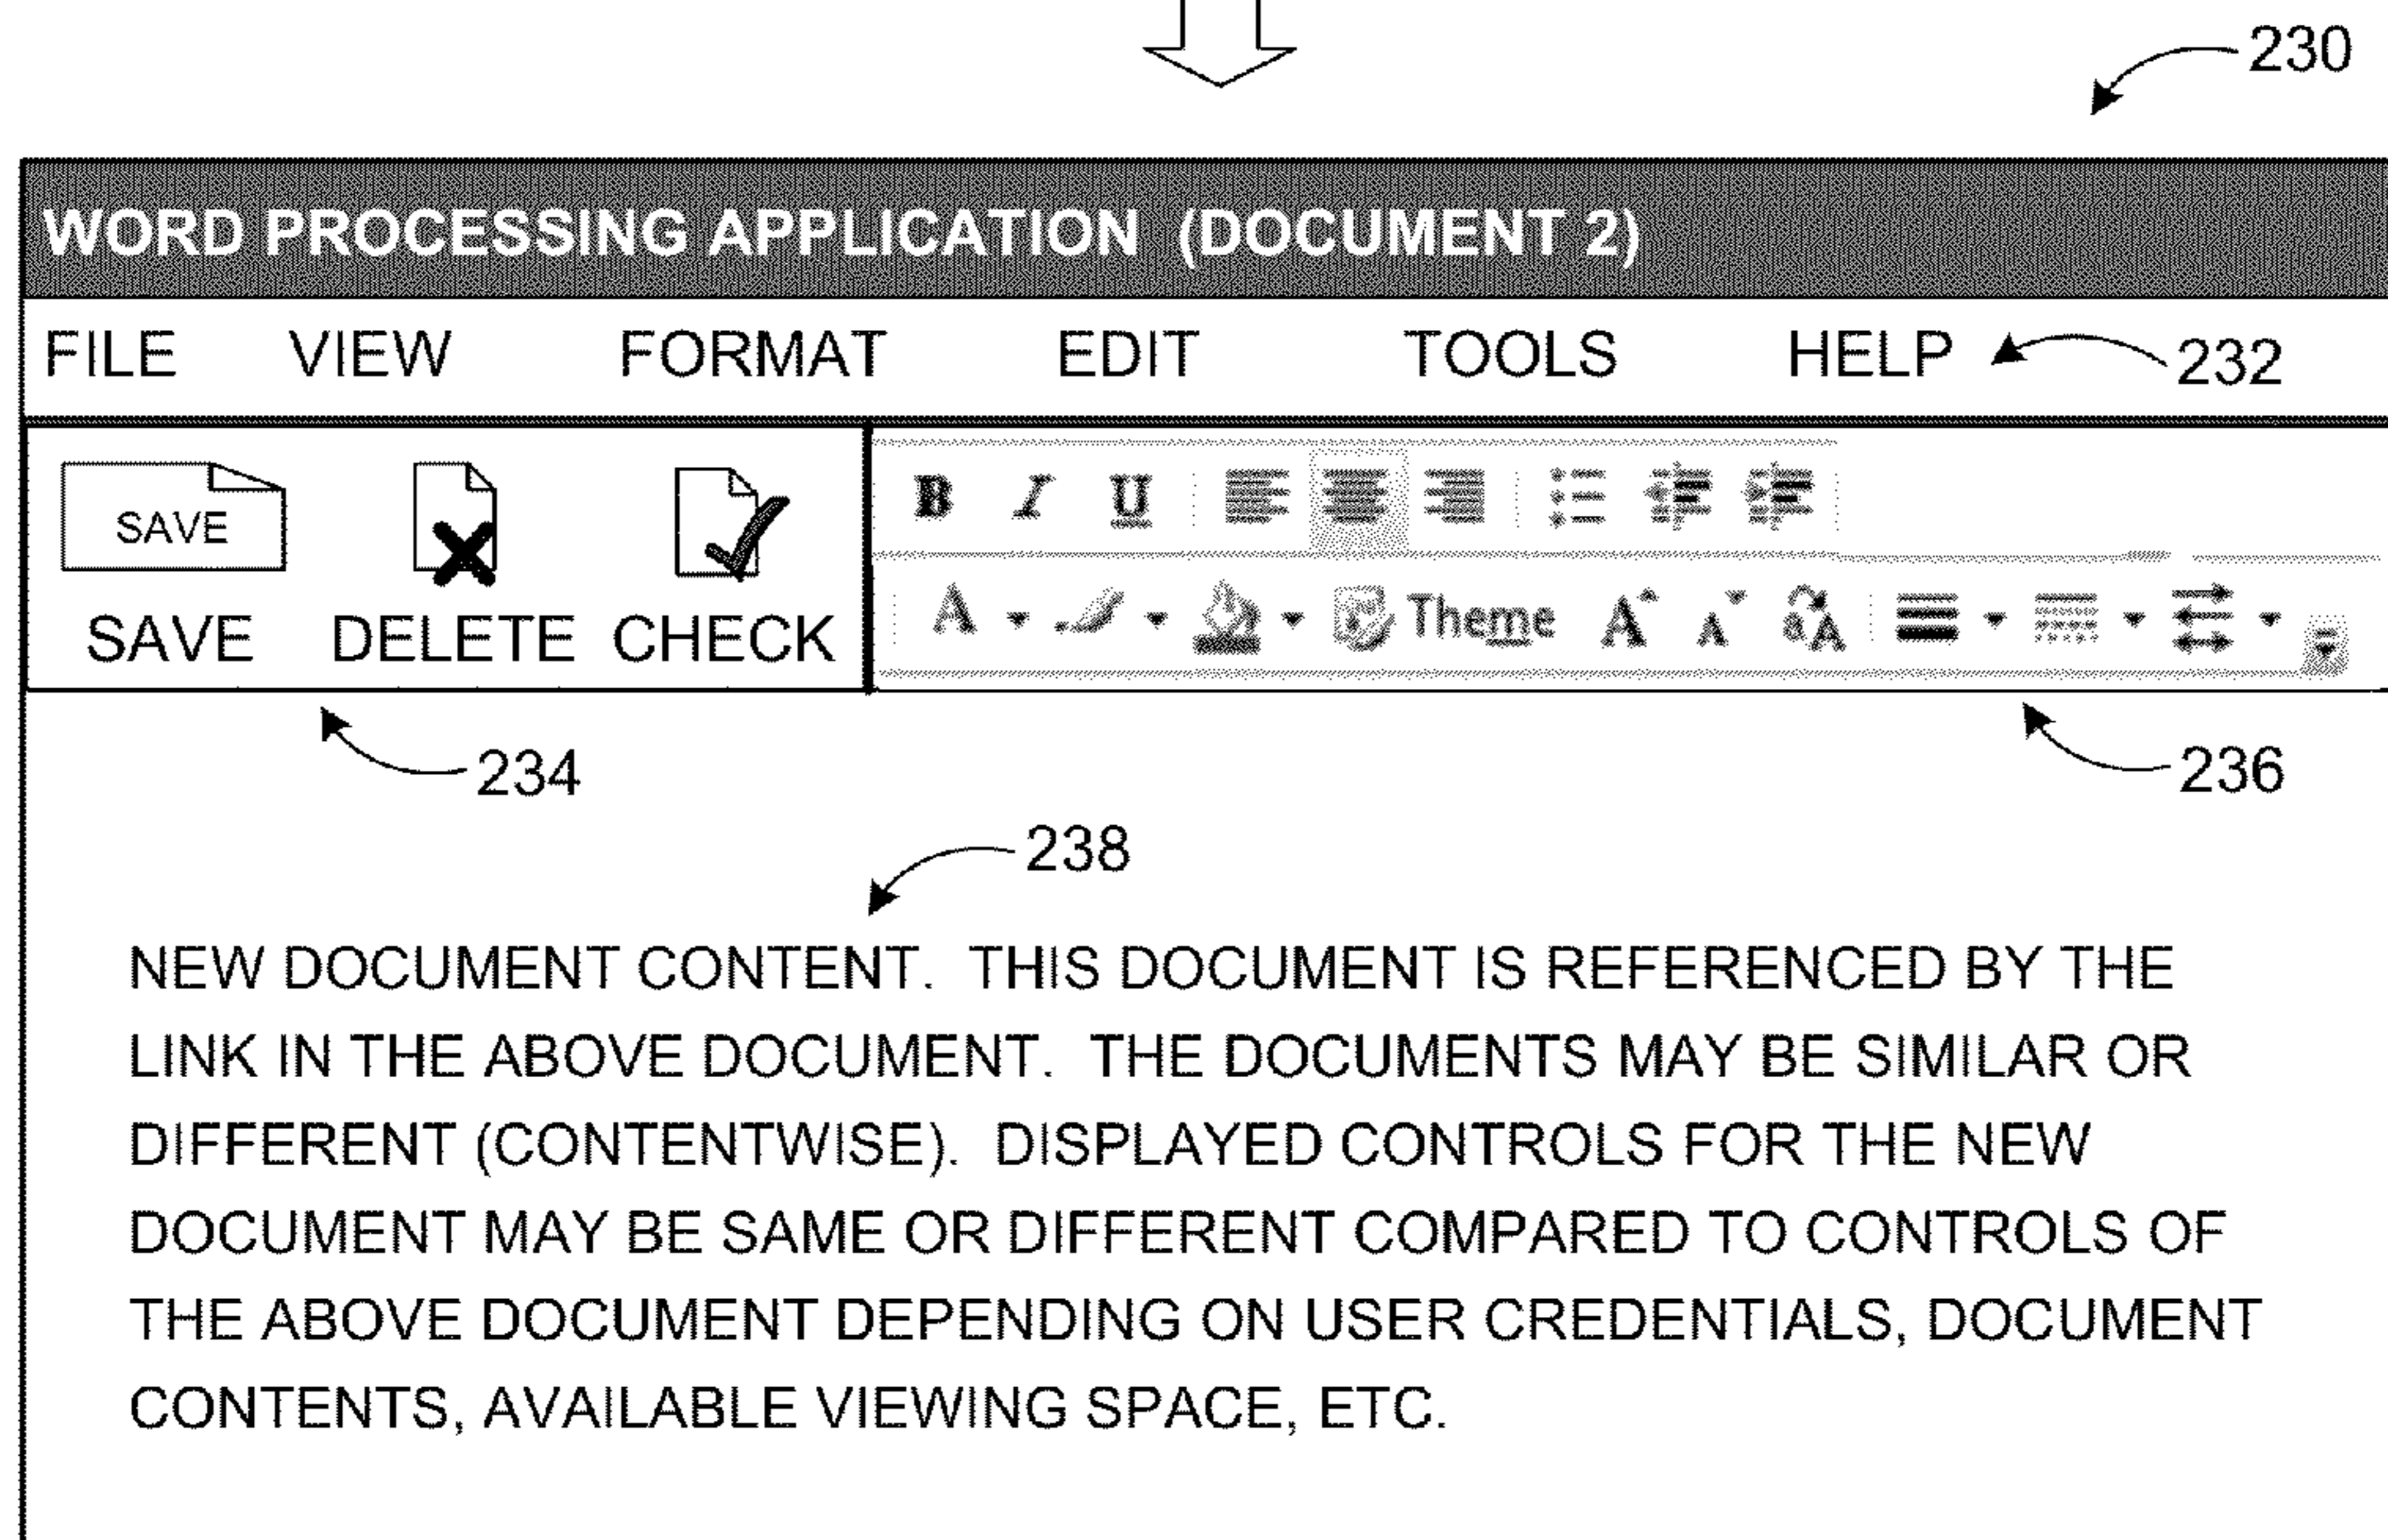 230
WORD PROCESSING APPLICATION (DOCUMENT 2)
FILE VIEW FORMAT EDIT TOOLS HELP 232
B I U
SAVE
A Theme A A aA
SAVE DELETE CHECK
234 236
238
NEW DOCUMENT CONTENT. THIS DOCUMENT IS REFERENCED BY THE
LINK IN THE ABOVE DOCUMENT. THE DOCUMENTS MAY BE SIMILAR OR
DIFFERENT (CONTENTWISE). DISPLAYED CONTROLS FOR THE NEW
DOCUMENT MAY BE SAME OR DIFFERENT COMPARED TO CONTROLS OF
THE ABOVE DOCUMENT DEPENDING ON USER CREDENTIALS, DOCUMENT
CONTENTS, AVAILABLE VIEWING SPACE, ETC.